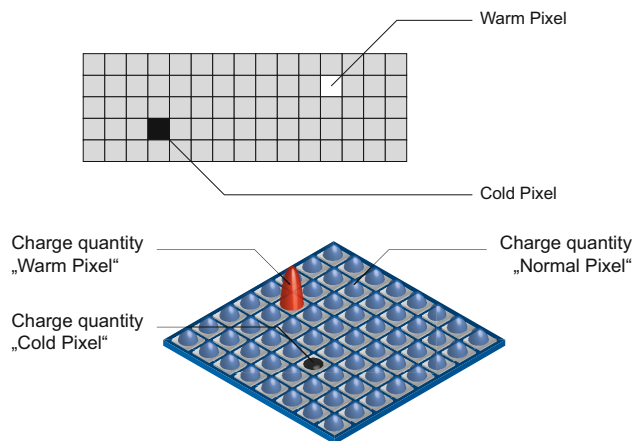 Warm Pixel
Cold Pixel
Charge quantity
„Warm Pixel“
Charge quantity
„Normal Pixel“
Charge quantity
„Cold Pixel“